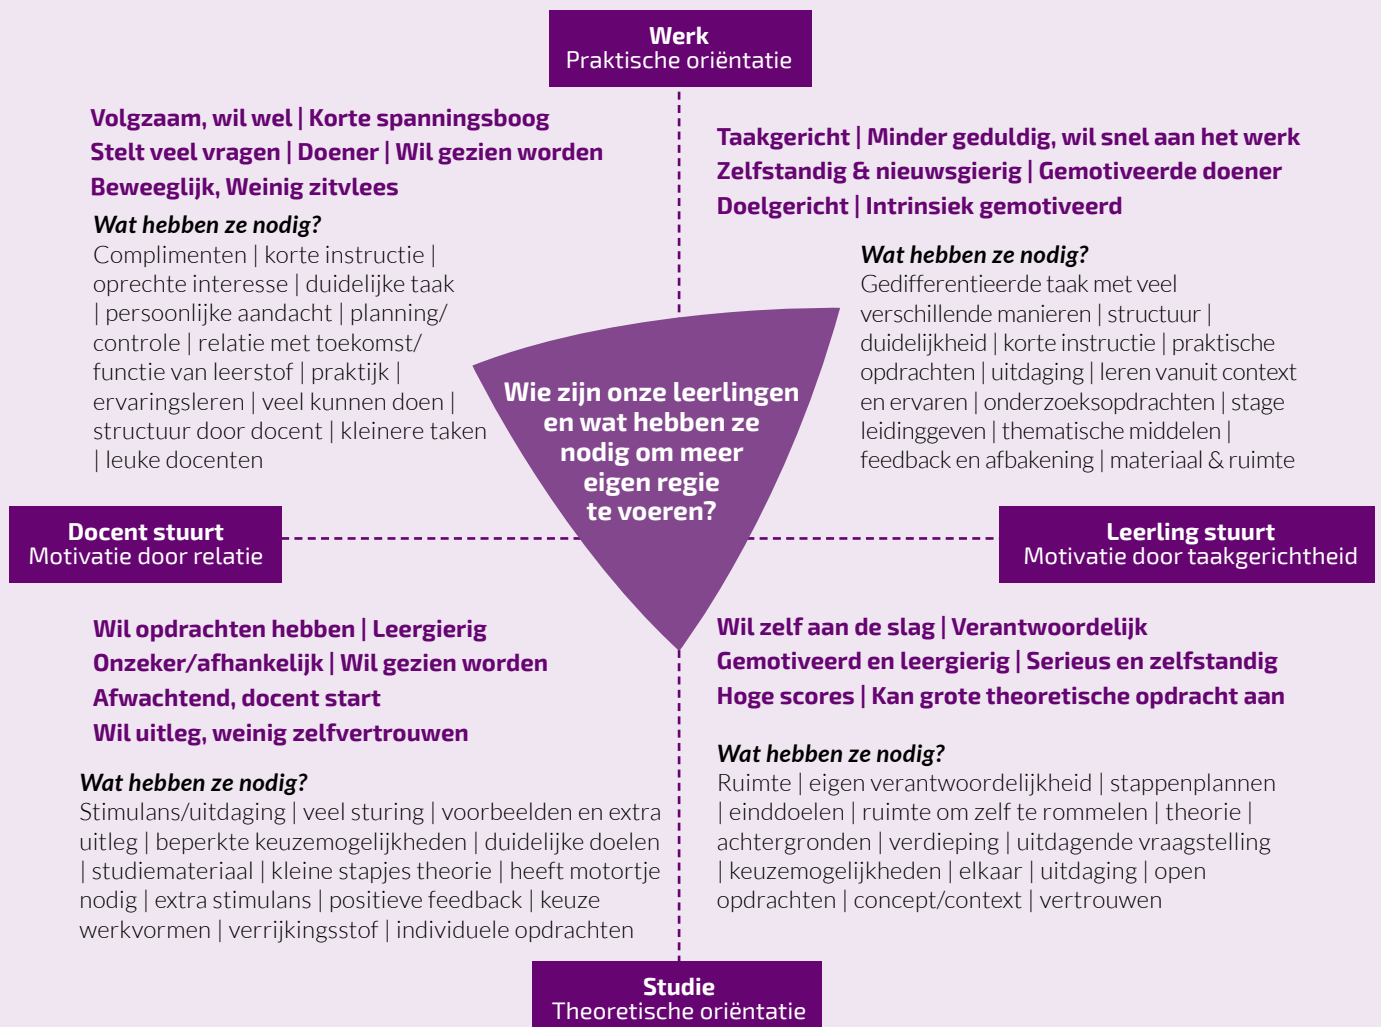 Werk
Praktische oriëntatie
Volgzaam, wil wel | Korte spanningsboog
Stelt veel vragen | Doener | Wil gezien worden
Beweeglijk, Weinig zitvlees
Wat hebben ze nodig?
Complimenten | korte instructie |
oprechte interesse | duidelijke taak
| persoonlijke aandacht | planning/
controle | relatie met toekomst/
functie van leerstof | praktijk |
ervaringsleren | veel kunnen doen |
structuur door docent | kleinere taken
| leuke docenten
Taakgericht | Minder geduldig, wil snel aan het werk
Zelfstandig & nieuwsgierig | Gemotiveerde doener
Doelgericht | Intrinsiek gemotiveerd
Wat hebben ze nodig?
Gedifferentieerde taak met veel
verschillende manieren | structuur |
duidelijkheid | korte instructie | praktische
opdrachten | uitdaging | leren vanuit context
en ervaren | onderzoeksopdrachten | stage
leidinggeven | thematische middelen |
feedback en afbakening | materiaal & ruimte
Wie zijn onze leerlingen
en wat hebben ze
nodig om meer
eigen regie
te voeren?
Docent stuurt
Motivatie door relatie
Leerling stuurt
Motivatie door taakgerichtheid
Wil opdrachten hebben | Leergierig
Onzeker/afhankelijk | Wil gezien worden
Afwachtend, docent start
Wil uitleg, weinig zelfvertrouwen
Wat hebben ze nodig?
Stimulans/uitdaging | veel sturing | voorbeelden en extra
uitleg | beperkte keuzemogelijkheden | duidelijke doelen
| studiemateriaal | kleine stapjes theorie | heeft motortje
nodig | extra stimulans | positieve feedback | keuze
werkvormen | verrijkingsstof | individuele opdrachten
Wil zelf aan de slag | Verantwoordelijk
Gemotiveerd en leergierig | Serieus en zelfstandig
Hoge scores | Kan grote theoretische opdracht aan
Wat hebben ze nodig?
Ruimte | eigen verantwoordelijkheid | stappenplannen
| einddoelen | ruimte om zelf te rommelen | theorie |
achtergronden | verdieping | uitdagende vraagstelling
| keuzemogelijkheden | elkaar | uitdaging | open
opdrachten | concept/context | vertrouwen
Studie
Theoretische oriëntatie